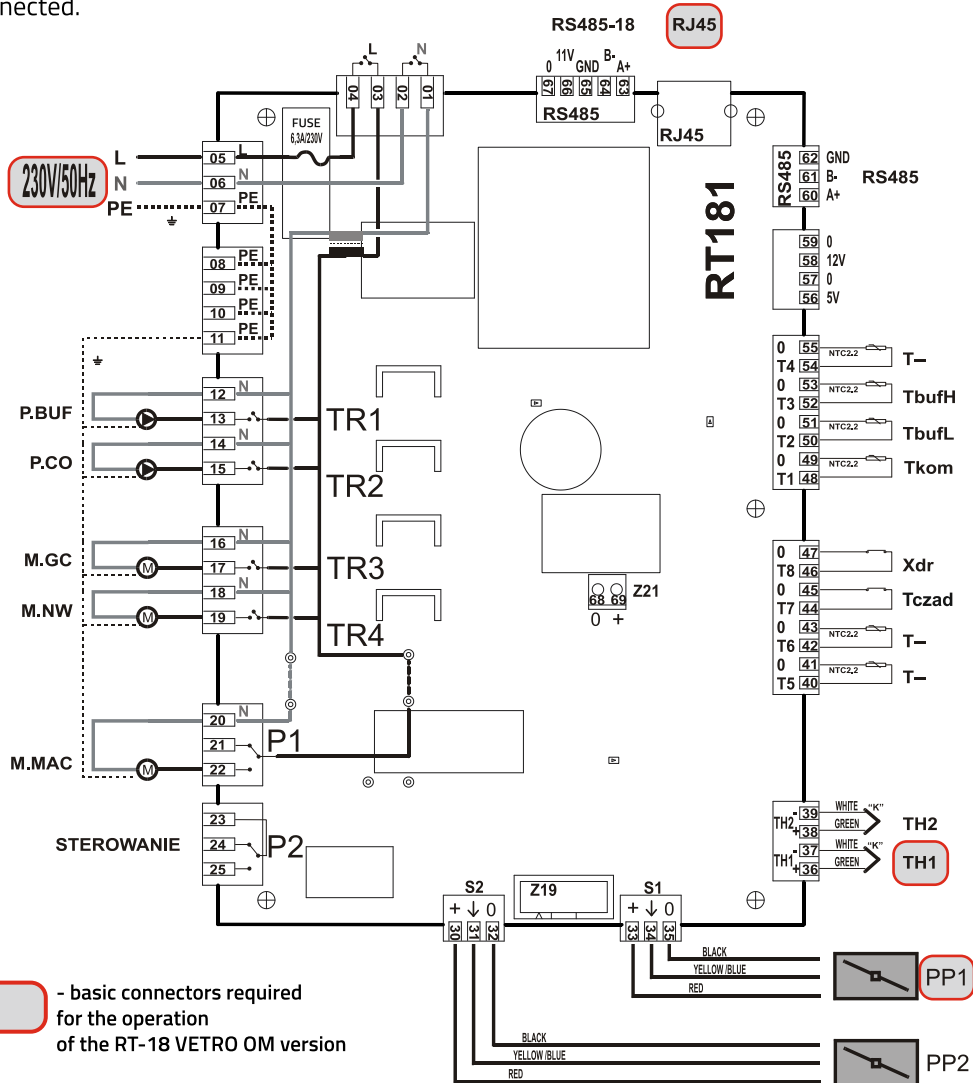 nected.
RS485-18 RJ45
L N
11V B-
0 GND A+
04 03 02 01
67 66 65 64 63
RS485
RJ45
FUSE
6,3A/230V
230V/50Hz
L 05 L
N 06 N
PE 07 PE
08 PE
09 PE
10 PE
11 PE
RT181
RS485
62 GND
61 B-
60 A+
RS485
59 0
58 12V
57 0
56 5V
0 55 NTC2.2 T–
T4 54
0 53 NTC2.2 TbufH
T3 52
0 51 NTC2.2 TbufL
T2 50
0 49 NTC2.2 Tkom
T1 48
12 N
P.BUF 13 TR1
14 N
P.CO 15 TR2
16 N
M.GC M 17 TR3
18 N
M.NW M 19 TR4
0 47 Xdr
T8 46
0 45 Tczad
T7 44
0 43 NTC2.2 T–
T6 42
0 41 NTC2.2 T–
T5 40
68 69 Z21
0 +
20 N
21 P1
M.MAC M 22
23
STEROWANIE 24 P2
25
TH2 - 39 WHITE "K" TH2
+ 38 GREEN
TH1 - 37 WHITE "K" TH1
+ 36 GREEN
S2 Z19 S1
+ ↓ 0 + ↓ 0
30 31 32 33 34 35
BLACK
YELLOW /BLUE
RED
PP1
- basic connectors required
for the operation
of the RT-18 VETRO OM version
BLACK
YELLOW /BLUE
RED
PP2